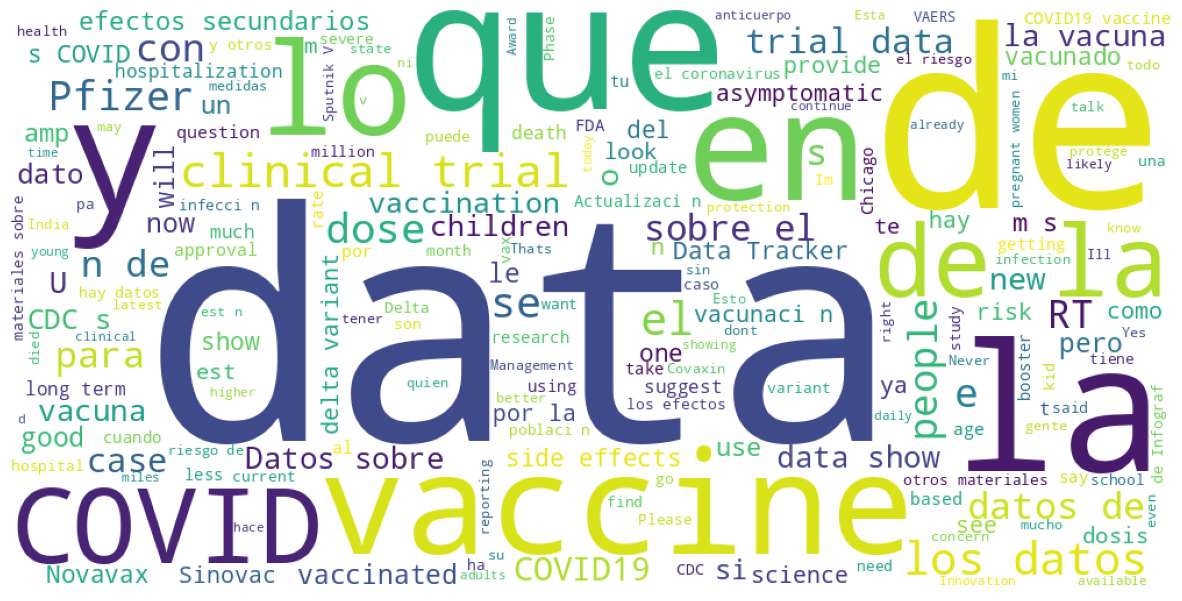 health
efectos secundarios
s COVID
con
y otros
m
severe
state
lo
que
ni
Award
Phase
anticuerpo
Esta
VAERS
COVID19 vaccine
trial data
la vacuna
hospitalization
medidas
Pfizer
un
Sputnik V
v
tu
el coronavirus
provide
el riesgo
vacunado
todo
asymptomatic
continue
mi
de
amp
may
y
question
million
puede
death
FDA
del
en
s
already
pregnant women
talk
likely
protege
time
dato
will
clinical trial
today
look
o
update
Im
Chicago
una
pa
now
infecci n
vaccination
Actualizaci n
protection
India
rate
dose
children
sobre el
te
hay
m s
know
materiales sobre
young
much
approval
por
month
vax
Thats
n
Data Tracker
de la
la
getting
infection
Ill
U
n de
le
sin
caso
new
hay datos
latest
delta variant
Delta
se
want
Esto
vacunaci n
people
risk
RT
como
CDC s
est n
tener
son
data
el
dont
right
study
Yes
died
clinical
show
research
one
showing
Never
pero
para
est
Management
take
Covaxin
booster
kid
tiene
long term
higher
quien
using
suggest
variant
ya
e
t
said
better
los efectos
d
vacuna
por la
daily
age
gente
good
cuando
al
poblaci n
use
de Infograf
hospital
case
riesgo de
Datos sobre
side effects
data show
miles
less
current
reporting
go
otros materiales
say
school
COVID
hace
vaccine
find
Please
based
datos de
even
see
mucho
concern
dosis
Novavax
Sinovac
vaccinated
ha
su
adults
COVID19
CDC
si
science
need
los datos
Innovation
available